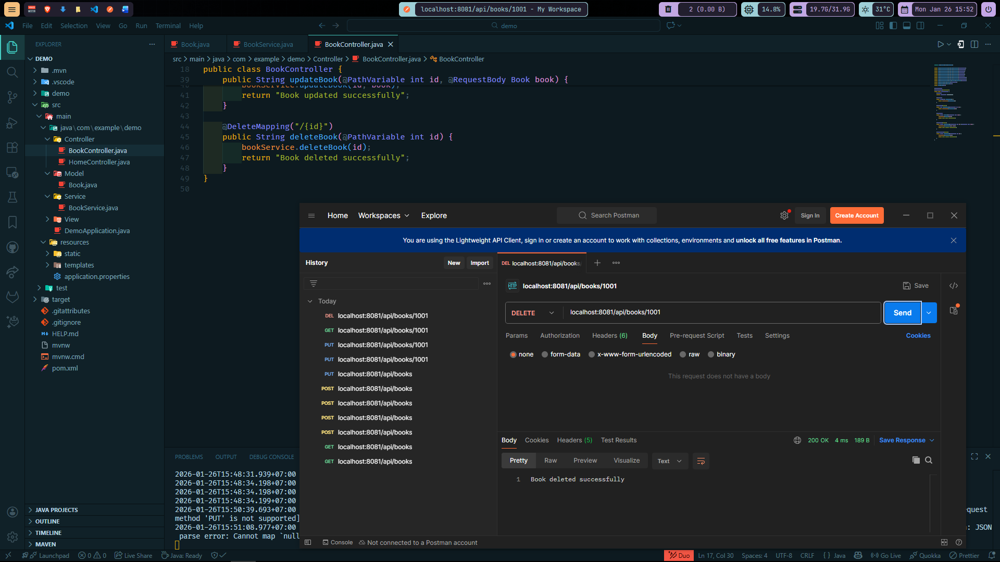 localhost:8081/api/books/1001 - My Workspace
2 (0.00 B)
14.8%
19.7G/31.9G
31°C
Mon Jan 26 15:52
File Edit Selection View Go Run Terminal Help
demo
EXPLORER
DEMO
.mvn
.vscode
demo
src
main
java\com\example\demo
Controller
BookController.java
HomeController.java
Model
Book.java
Service
BookService.java
View
DemoApplication.java
resources
static
templates
application.properties
test
target
.gitattributes
.gitignore
HELP.md
mvnw
mvnw.cmd
pom.xml
JAVA PROJECTS
OUTLINE
TIMELINE
MAVEN
Book.java
BookService.java
BookController.java
src > main > java > com > example > demo > Controller > BookController.java > BookController
18 public class BookController {
39 public String updateBook(@PathVariable int id, @RequestBody Book book) {
41 return "Book updated successfully";
42 }
43
44 @DeleteMapping("/{id}")
45 public String deleteBook(@PathVariable int id) {
46 bookService.deleteBook(id);
47 return "Book deleted successfully";
48 }
49 }
50
PROBLEMS OUTPUT DEBUG CONSOLE
2026-01-26T15:48:31.939+07:00
2026-01-26T15:48:34.198+07:00
2026-01-26T15:48:34.198+07:00
2026-01-26T15:48:34.199+07:00
2026-01-26T15:50:39.693+07:00
quest
method 'PUT' is not supported]
2026-01-26T15:51:08.977+07:00
: JSON
parse error: Cannot map `null
Home Workspaces Explore
Search Postman
Sign In
Create Account
You are using the Lightweight API Client, sign in or create an account to work with collections, environments and unlock all free features in Postman.
History
New
Import
Today
DEL localhost:8081/api/books/1001
GET localhost:8081/api/books/1001
PUT localhost:8081/api/books/1001
PUT localhost:8081/api/books/1001
PUT localhost:8081/api/books
POST localhost:8081/api/books
POST localhost:8081/api/books
POST localhost:8081/api/books
POST localhost:8081/api/books
GET localhost:8081/api/books
GET localhost:8081/api/books
DEL localhost:8081/api/books
HTTP localhost:8081/api/books/1001
Save
DELETE
localhost:8081/api/books/1001
Send
Params Authorization Headers (6) Body Pre-request Script Tests Settings
Cookies
none form-data x-www-form-urlencoded raw binary
This request does not have a body
Body Cookies Headers (5) Test Results
200 OK 4 ms 189 B
Save Response
Pretty Raw Preview Visualize
Text
1 Book deleted successfully
Console
Not connected to a Postman account
Launchpad
0 0
Live Share
Java: Ready
Duo
Ln 17, Col 30
Spaces: 4
UTF-8
CRLF
{ } Java
Go Live
Quokka
Prettier